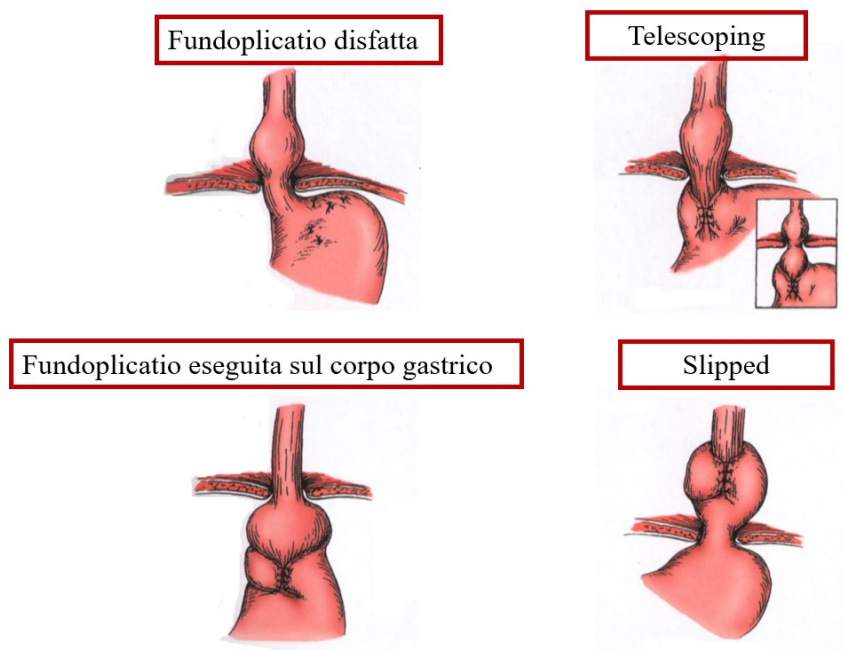 Fundoplicatio disfatta
Telescoping
Fundoplicatio eseguita sul corpo gastrico
Slipped